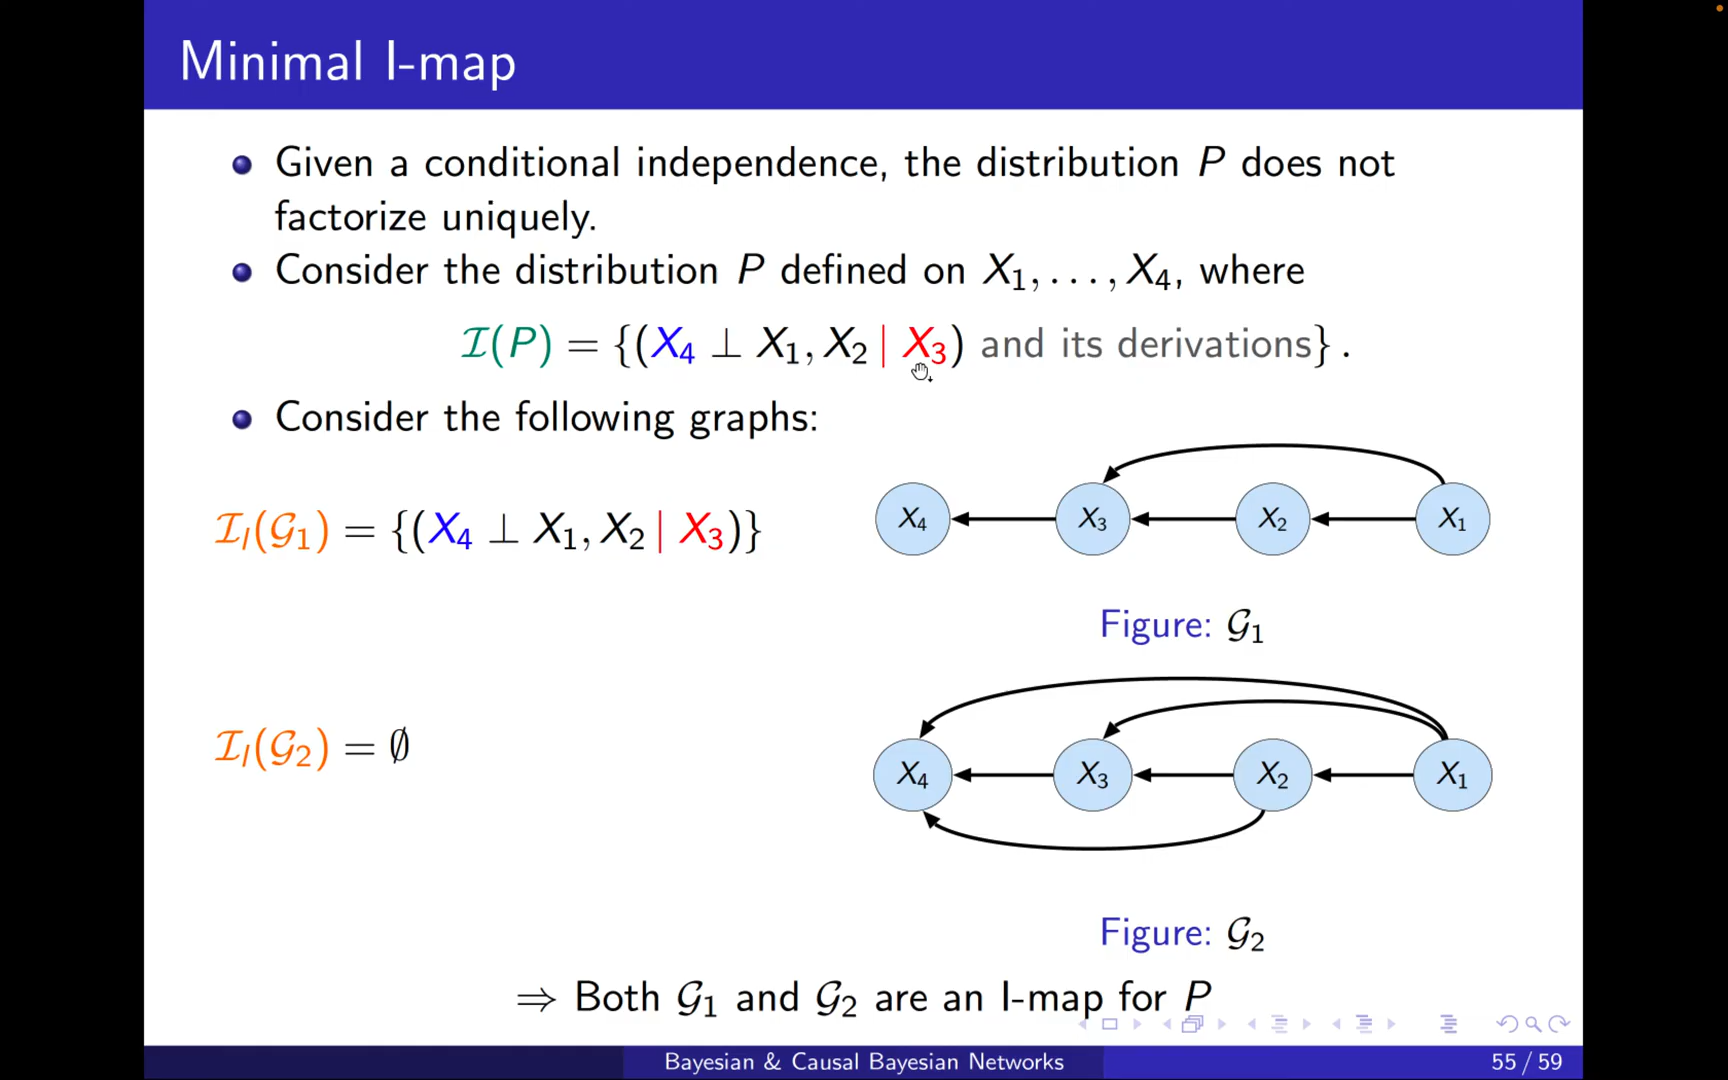 Minimal I-map
Given a conditional independence, the distribution P does not
factorize uniquely.
Consider the distribution P defined on X₁, . . . , X₄, where
ℐ(P) = {(X₄ ⊥ X₁, X₂ | X₃) and its derivations} .
Consider the following graphs:
ℐₗ(𝒢₁) = {(X₄ ⊥ X₁, X₂ | X₃)}
X₄ X₃ X₂ X₁
Figure: 𝒢₁
ℐₗ(𝒢₂) = ∅
X₄ X₃ X₂ X₁
Figure: 𝒢₂
⇒ Both 𝒢₁ and 𝒢₂ are an I-map for P
Bayesian & Causal Bayesian Networks
55 / 59